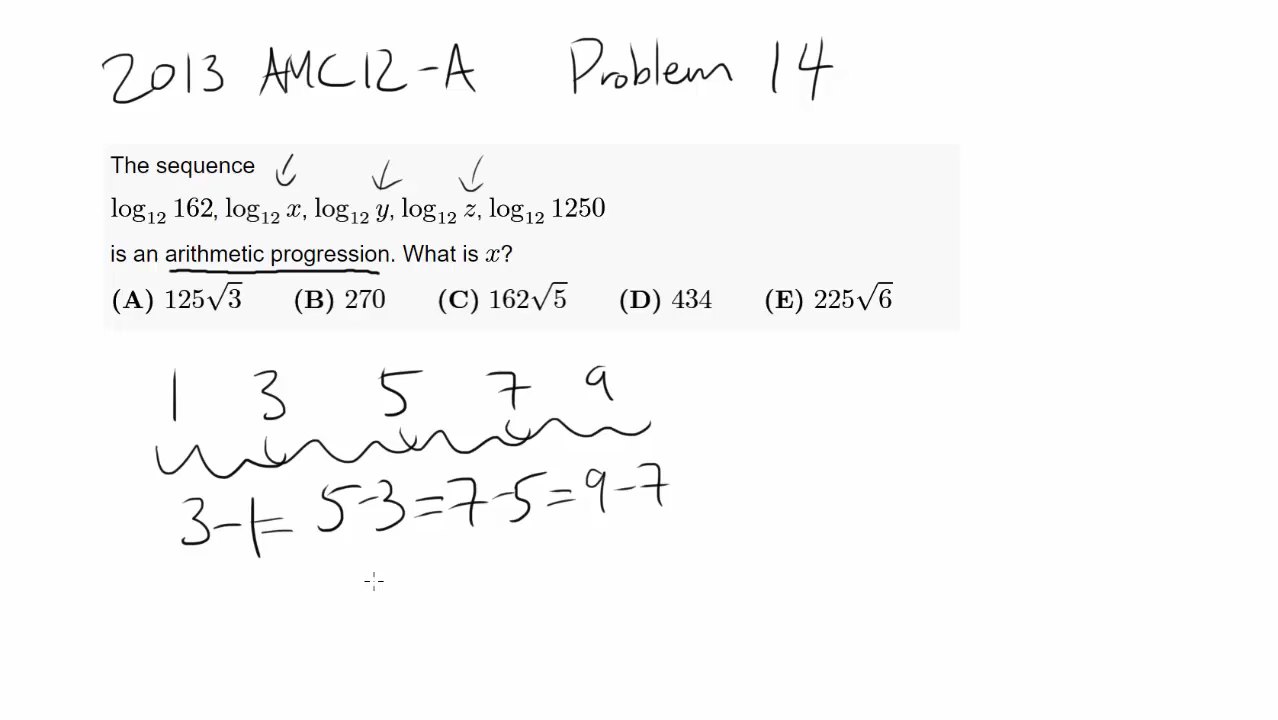 2013 AMC12-A Problem 14
The sequence
log₁₂ 162, log₁₂ x, log₁₂ y, log₁₂ z, log₁₂ 1250
is an arithmetic progression. What is x?
(A) 125√3 (B) 270 (C) 162√5 (D) 434 (E) 225√6
1 3 5 7 9
3-1= 5-3=7-5=9-7